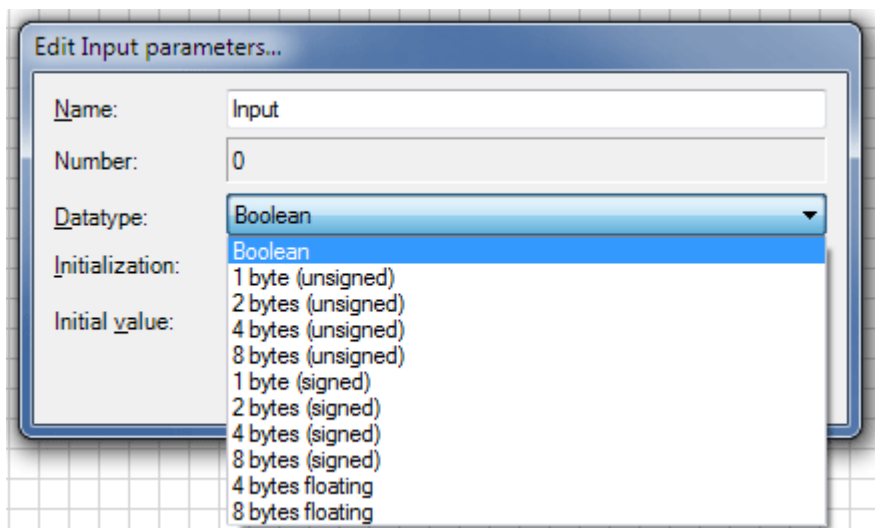 Edit Input parameters...
Name: Input
Number: 0
Datatype: Boolean
Boolean
Initialization:
1 byte (unsigned)
2 bytes (unsigned)
Initial value:
4 bytes (unsigned)
8 bytes (unsigned)
1 byte (signed)
2 bytes (signed)
4 bytes (signed)
8 bytes (signed)
4 bytes floating
8 bytes floating